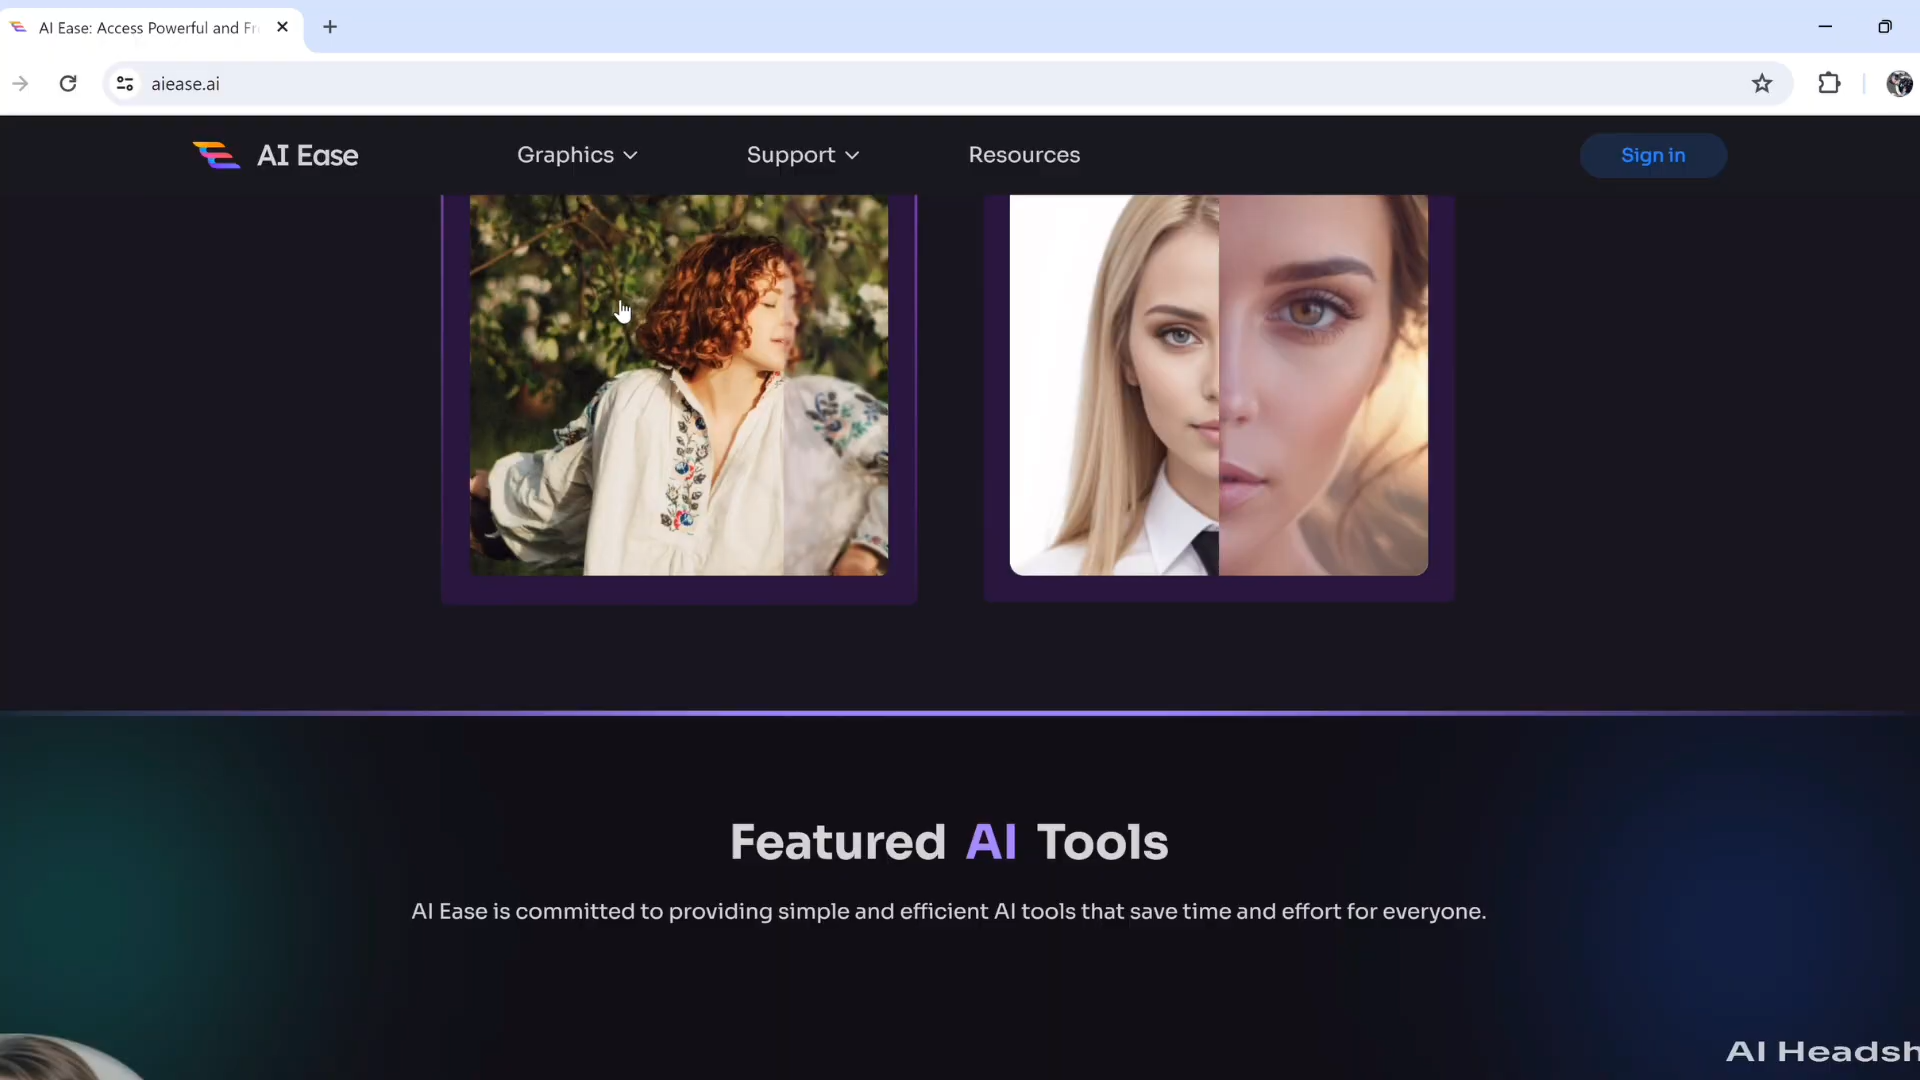 AI Ease: Access Powerful and Fr
aiease.ai
AI Ease
Graphics
Support
Resources
Sign in
Featured AI Tools
AI Ease is committed to providing simple and efficient AI tools that save time and effort for everyone.
AI Headsh